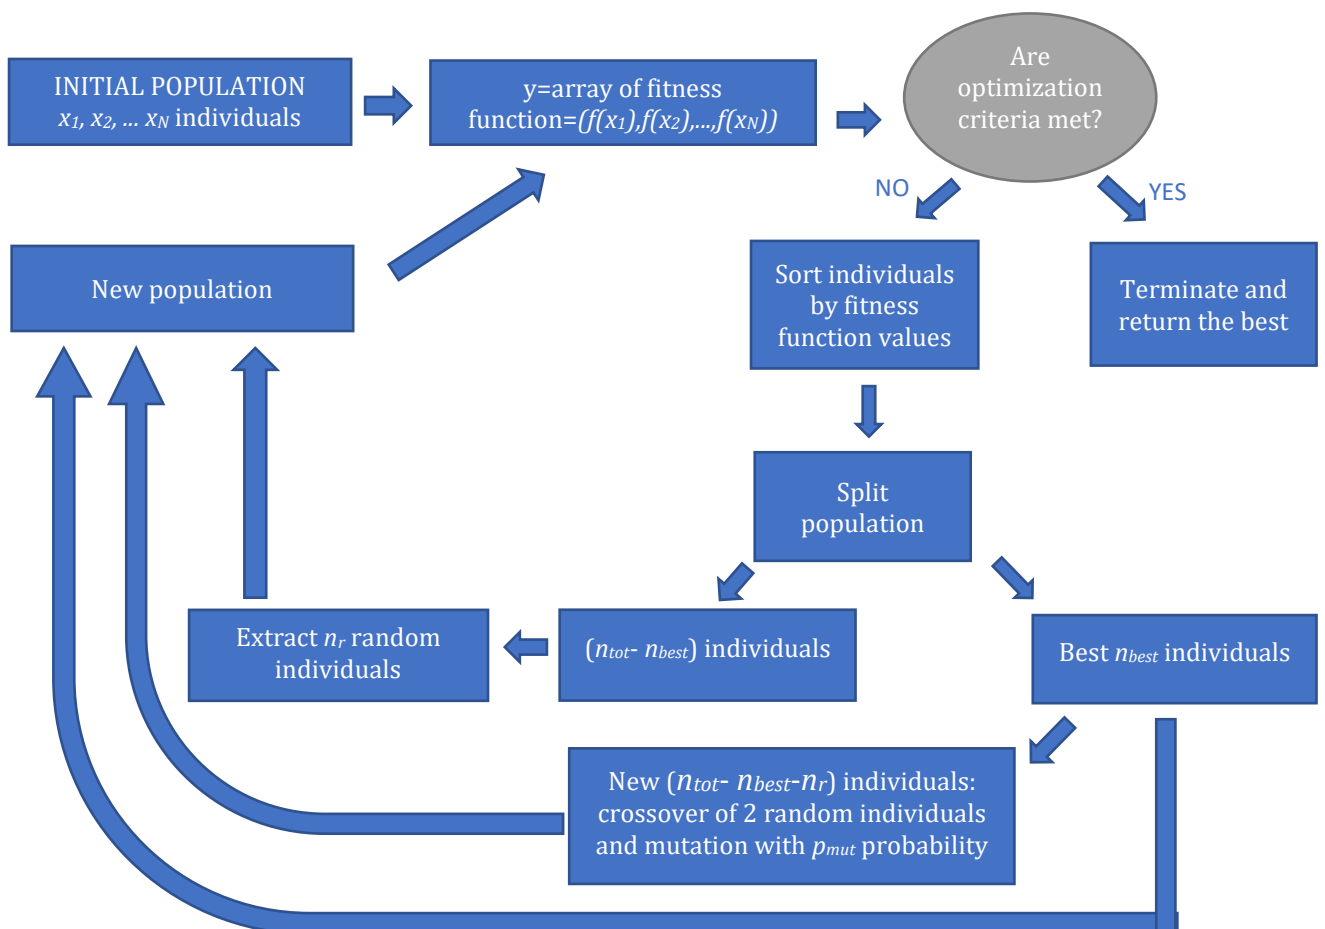 INITIAL POPULATION
x1, x2, ... xN individuals
y=array of fitness
function=(f(x1),f(x2),...,f(xN))
Are
optimization
criteria met?
NO
YES
New population
Sort individuals
by fitness
function values
Terminate and
return the best
Split
population
Extract nr random
individuals
(ntot- nbest) individuals
Best nbest individuals
New (ntot- nbest-nr) individuals:
crossover of 2 random individuals
and mutation with pmut probability